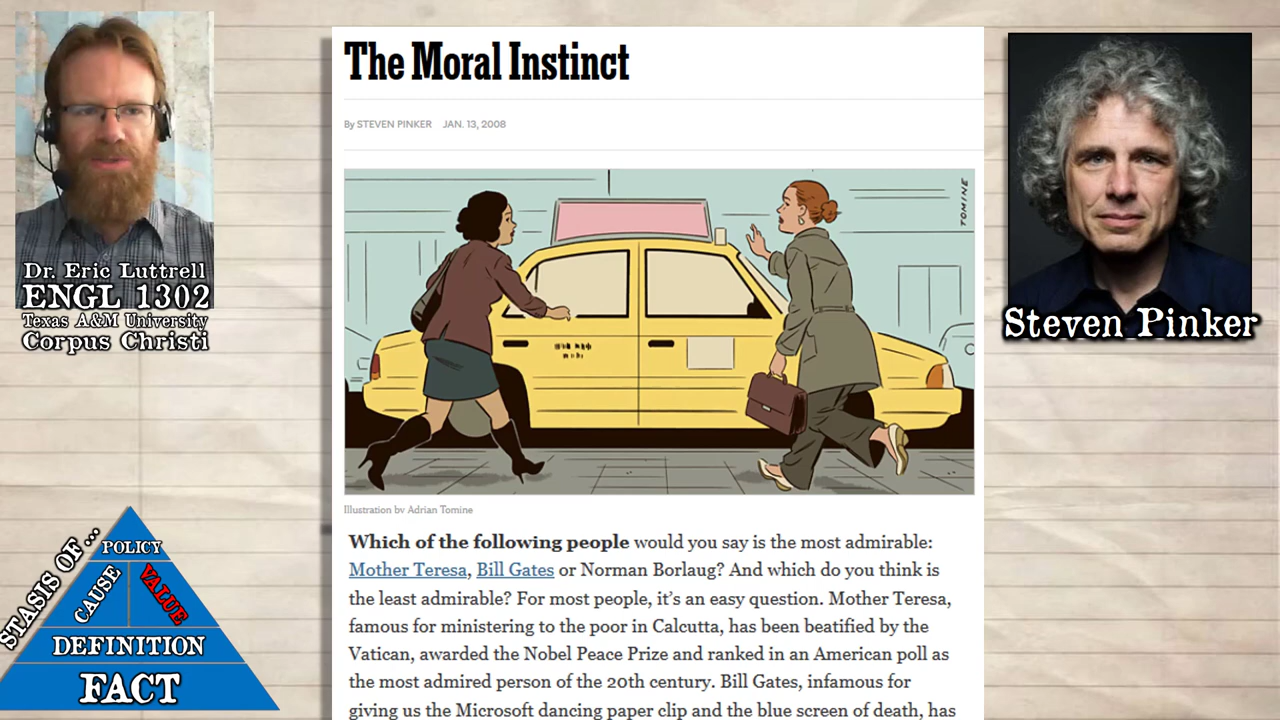 Dr. Eric Luttrell
ENGL 1302
Texas A&M University
Corpus Christi
STASIS OF ...
POLICY
CAUSE
VALUE
DEFINITION
FACT
The Moral Instinct
By STEVEN PINKER JAN. 13, 2008
TOMINE
Illustration by Adrian Tomine
Which of the following people would you say is the most admirable:
Mother Teresa, Bill Gates or Norman Borlaug? And which do you think is
the least admirable? For most people, it’s an easy question. Mother Teresa,
famous for ministering to the poor in Calcutta, has been beatified by the
Vatican, awarded the Nobel Peace Prize and ranked in an American poll as
the most admired person of the 20th century. Bill Gates, infamous for
giving us the Microsoft dancing paper clip and the blue screen of death, has
Steven Pinker